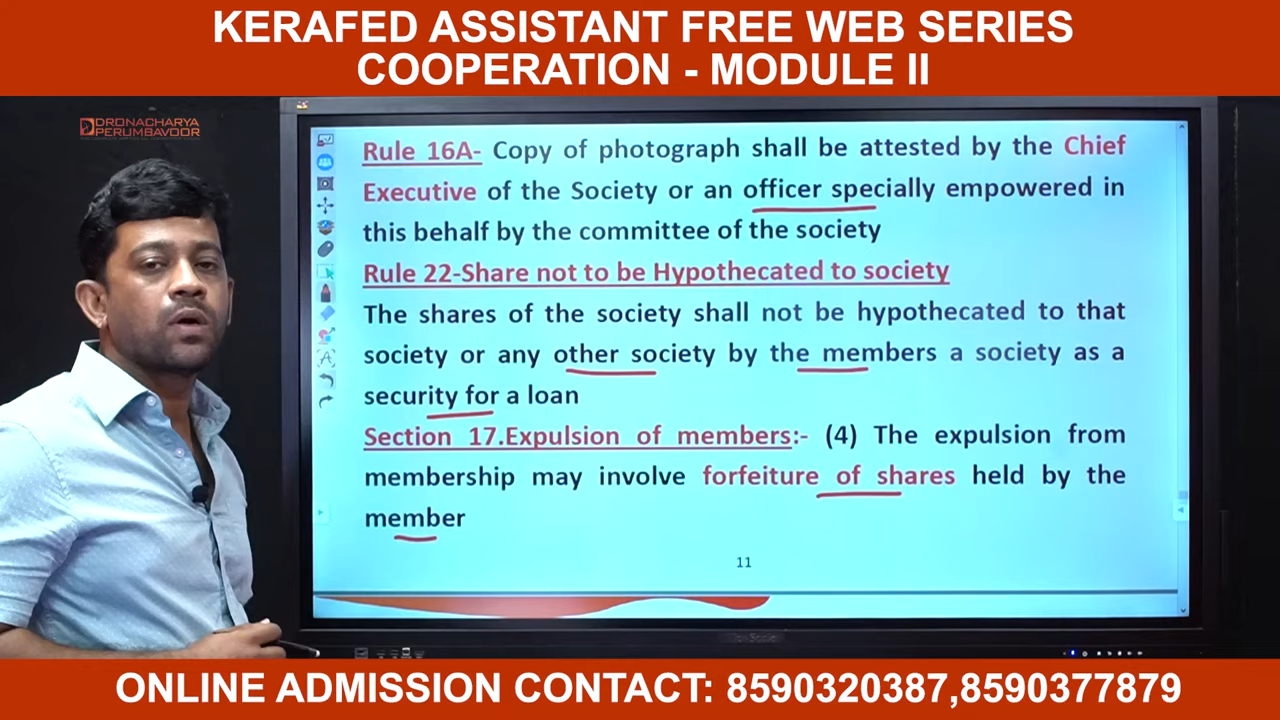 KERAFED ASSISTANT FREE WEB SERIES
COOPERATION - MODULE II
DRONACHARYA
PERUMBAVOOR
Rule 16A- Copy of photograph shall be attested by the Chief
Executive of the Society or an officer specially empowered in
this behalf by the committee of the society
Rule 22-Share not to be Hypothecated to society
The shares of the society shall not be hypothecated to that
society or any other society by the members a society as a
security for a loan
Section 17.Expulsion of members:- (4) The expulsion from
membership may involve forfeiture of shares held by the
member
11
ONLINE ADMISSION CONTACT: 8590320387,8590377879